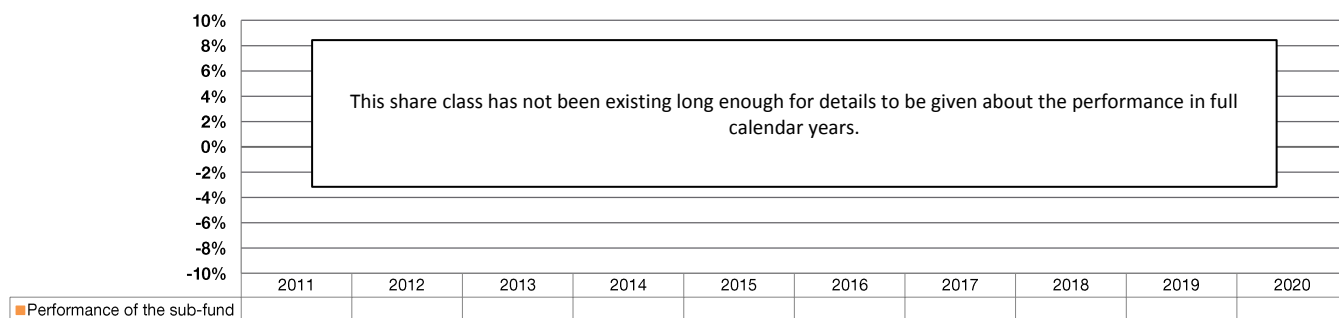 10%
8%
6%
4%
2%
0%
-2%
-4%
-6%
-8%
-10%
This share class has not been existing long enough for details to be given about the performance in full
calendar years.
2011 2012 2013 2014 2015 2016 2017 2018 2019 2020
Performance of the sub-fund